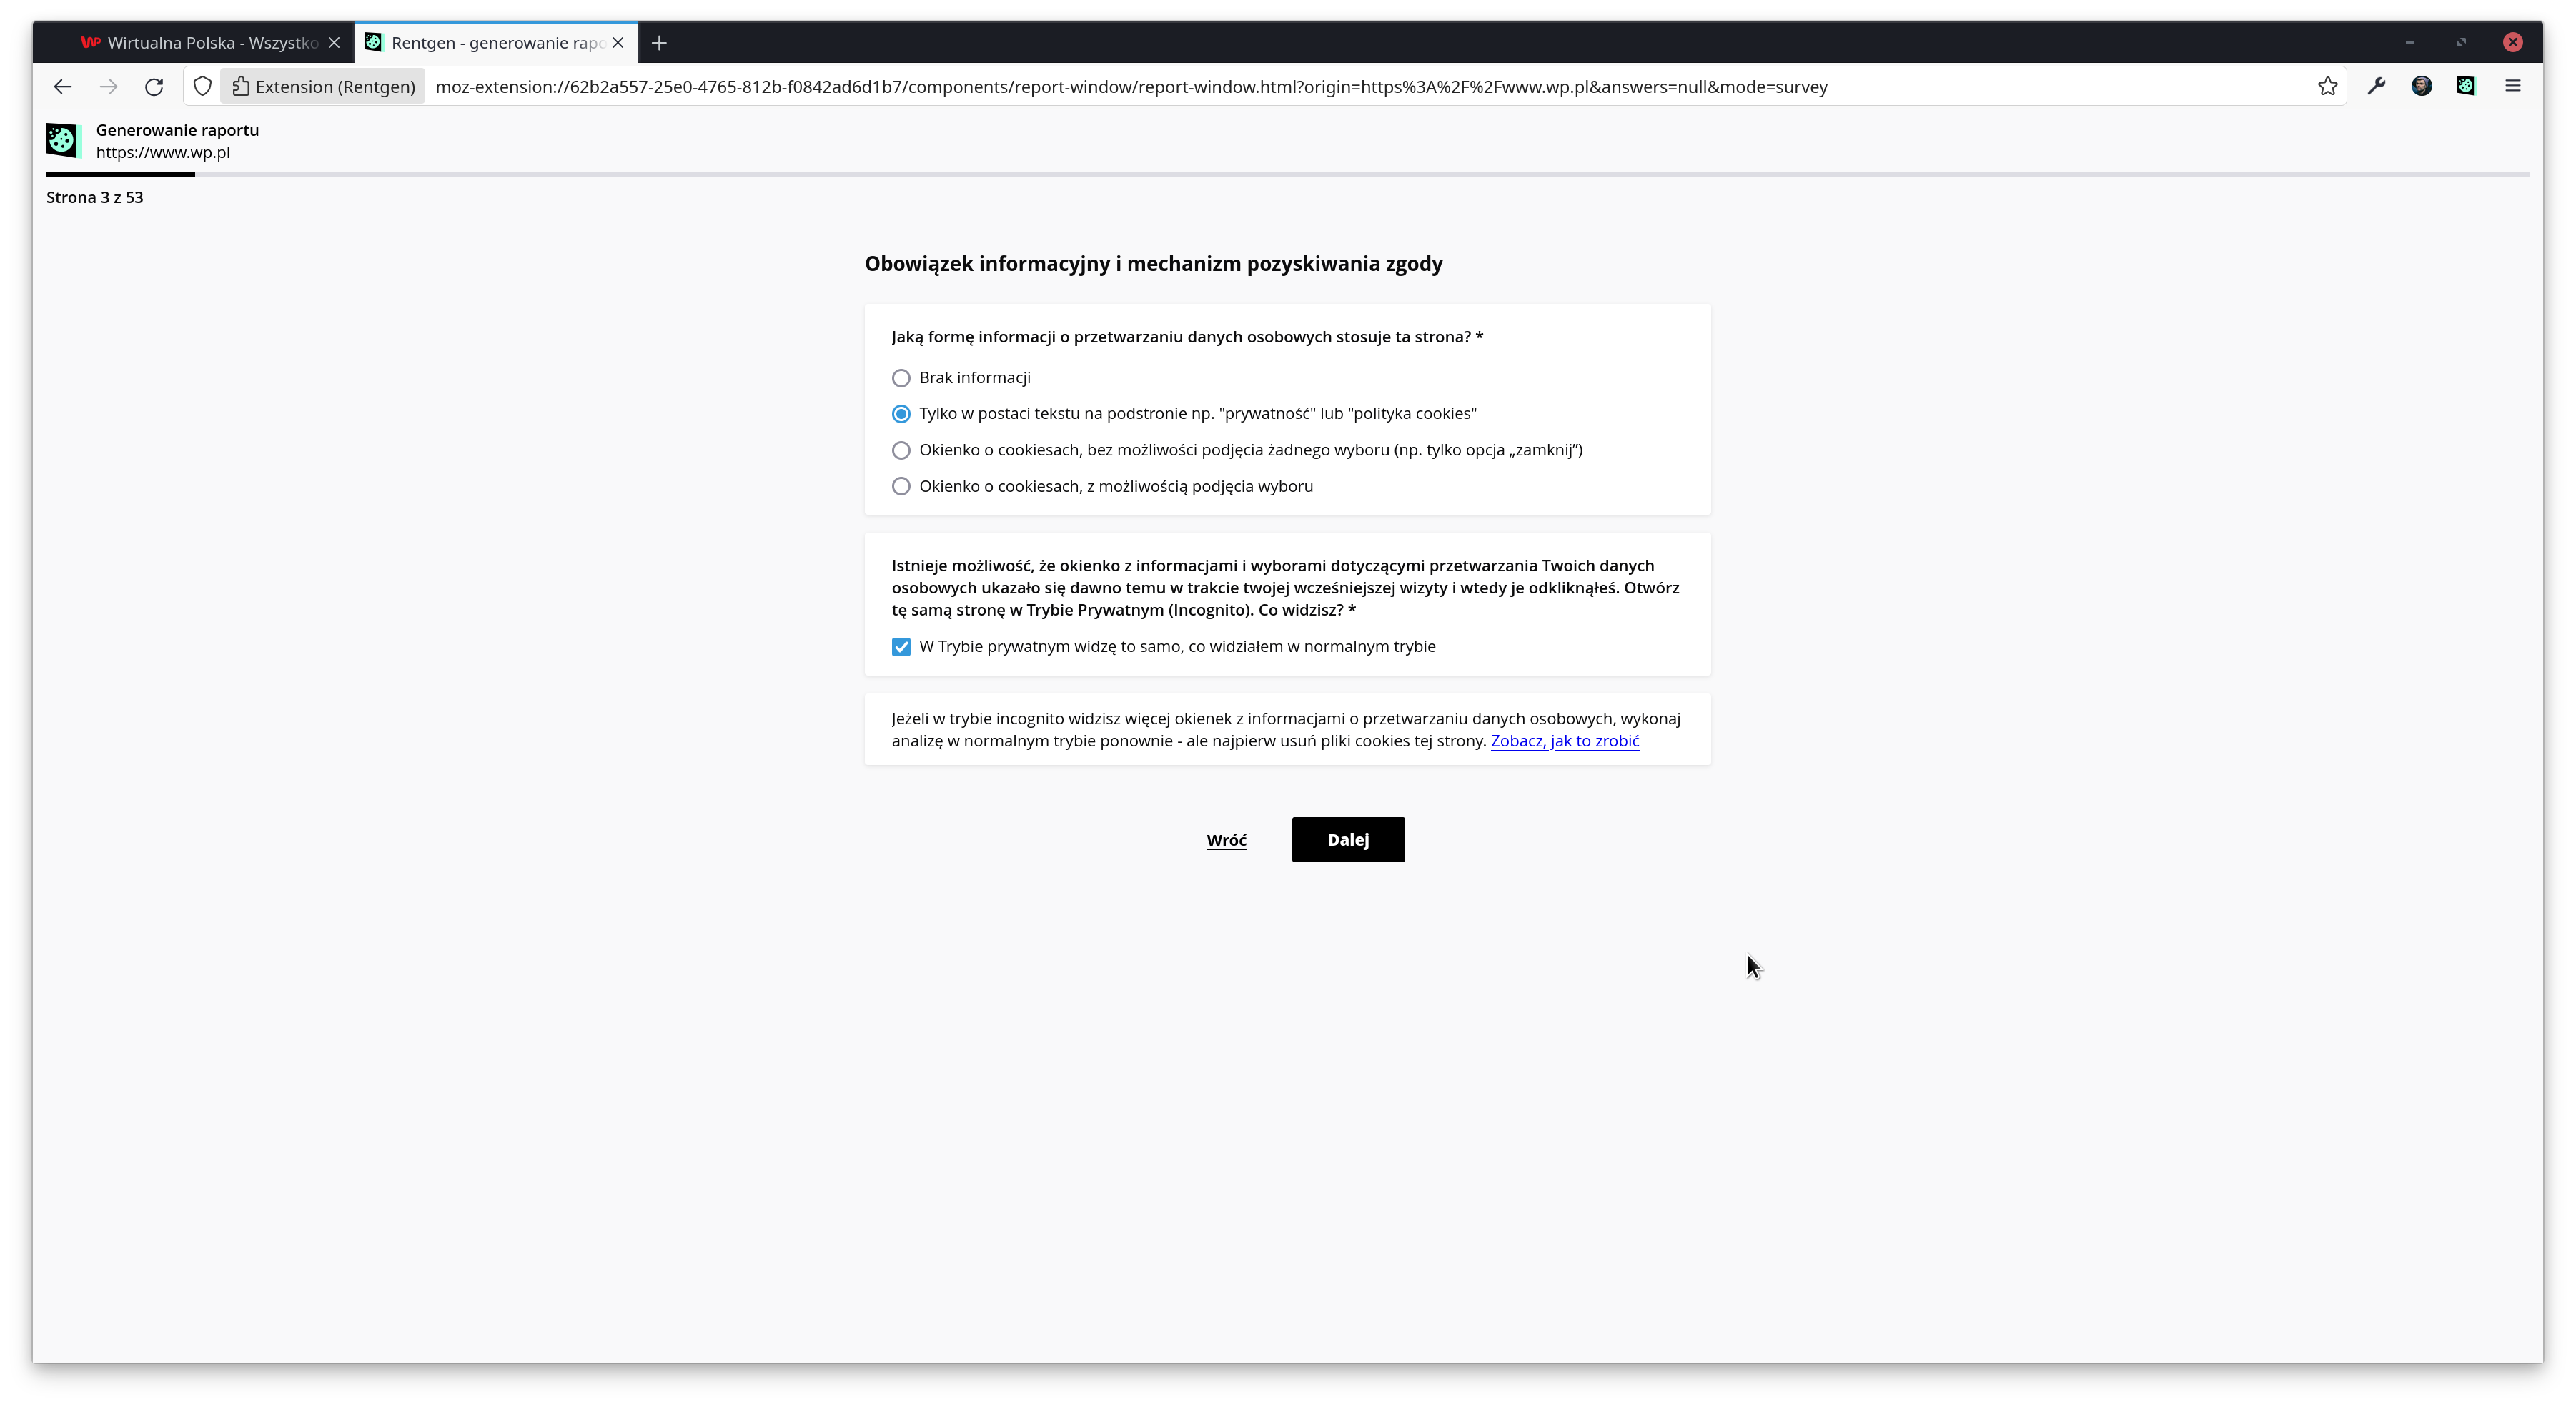 Wirtualna Polska - Wszystko
Rentgen - generowanie rapo
Extension (Rentgen)
moz-extension://62b2a557-25e0-4765-812b-f0842ad6d1b7/components/report-window/report-window.html?origin=https%3A%2F%2Fwww.wp.pl&answers=null&mode=survey
Generowanie raportu
https://www.wp.pl
Strona 3 z 53
Obowiązek informacyjny i mechanizm pozyskiwania zgody
Jaką formę informacji o przetwarzaniu danych osobowych stosuje ta strona? *
Brak informacji
Tylko w postaci tekstu na podstronie np. "prywatność" lub "polityka cookies"
Okienko o cookiesach, bez możliwości podjęcia żadnego wyboru (np. tylko opcja „zamknij”)
Okienko o cookiesach, z możliwością podjęcia wyboru
Istnieje możliwość, że okienko z informacjami i wyborami dotyczącymi przetwarzania Twoich danych
osobowych ukazało się dawno temu w trakcie twojej wcześniejszej wizyty i wtedy je odkliknąłeś. Otwórz
tę samą stronę w Trybie Prywatnym (Incognito). Co widzisz? *
W Trybie prywatnym widzę to samo, co widziałem w normalnym trybie
Jeżeli w trybie incognito widzisz więcej okienek z informacjami o przetwarzaniu danych osobowych, wykonaj
analizę w normalnym trybie ponownie - ale najpierw usuń pliki cookies tej strony. Zobacz, jak to zrobić
Wróć
Dalej